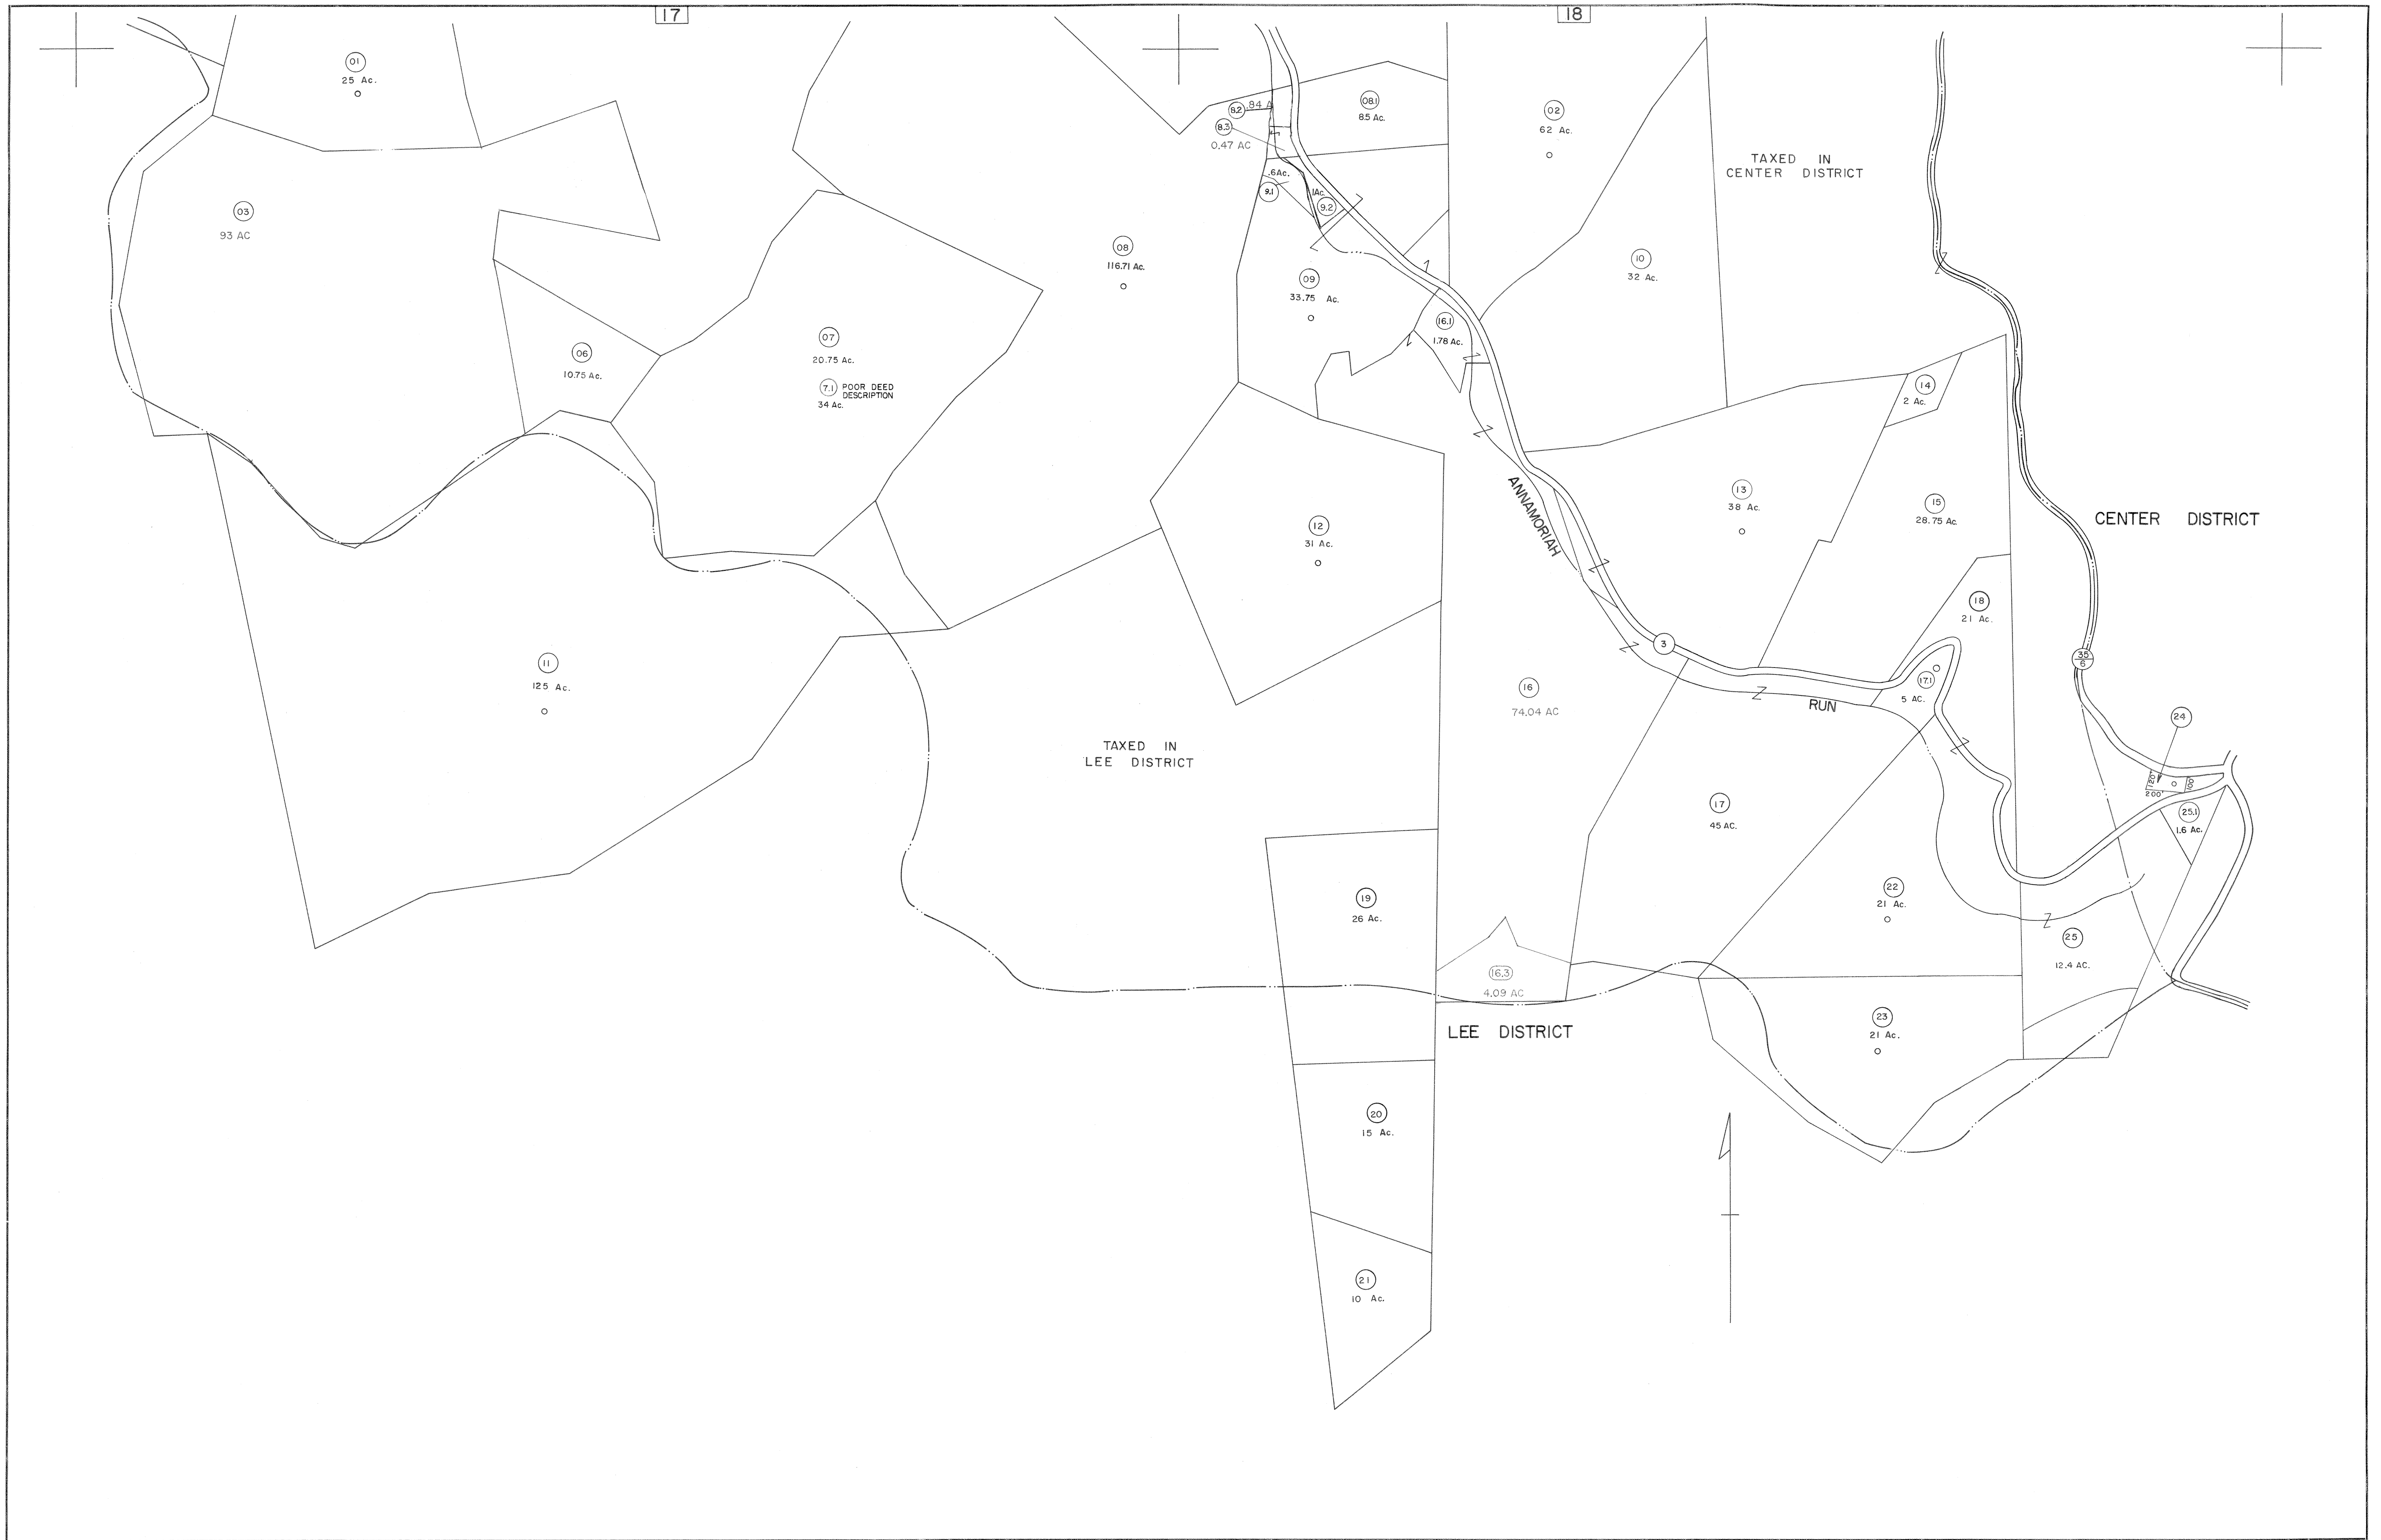 17
18
01
25 Ac.
03
93 AC
06
10.75 Ac.
07
20.75 Ac.
7.1 POOR DEED
DESCRIPTION
34 Ac.
08
116.71 Ac.
8.2 .84 A
8.3
0.47 AC
08.1
8.5 Ac.
.6Ac.
9.1
1Ac.
9.2
09
33.75 Ac.
02
62 Ac.
TAXED IN
CENTER DISTRICT
10
32 Ac.
16.1
1.78 Ac.
14
2 Ac.
13
38 Ac.
15
28.75 Ac.
CENTER DISTRICT
ANNAMORIAH
12
31 Ac.
18
21 Ac.
3
35
6
11
125 Ac.
16
74.04 AC
17.1
5 AC.
RUN
24
TAXED IN
LEE DISTRICT
120'
200'
25.1
1.6 Ac.
17
45 AC.
19
26 Ac.
22
21 Ac.
25
12.4 AC.
16.3
4.09 AC
LEE DISTRICT
23
21 Ac.
20
15 Ac.
21
10 Ac.